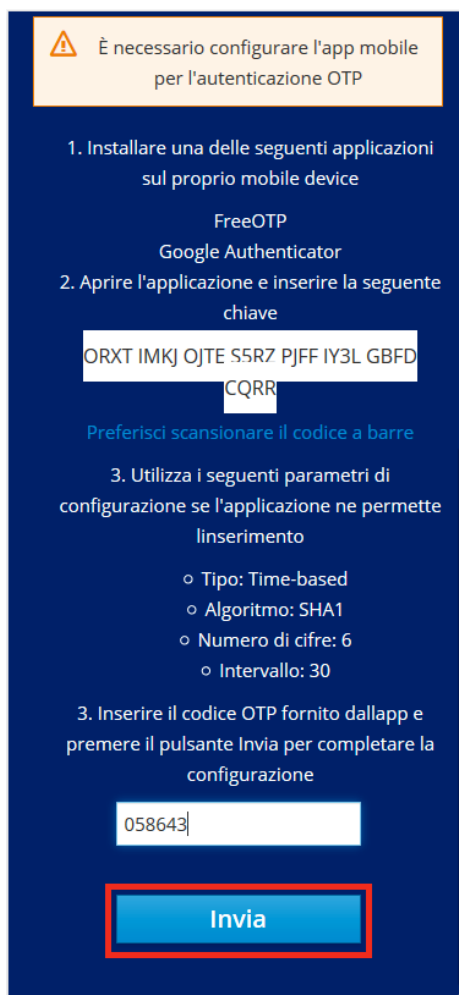 È necessario configurare l'app mobile
per l'autenticazione OTP
1. Installare una delle seguenti applicazioni
sul proprio mobile device
FreeOTP
Google Authenticator
2. Aprire l'applicazione e inserire la seguente
chiave
ORXT IMKJ OJTE S5RZ PJFF IY3L GBFD
CQRR
Preferisci scansionare il codice a barre
3. Utilizza i seguenti parametri di
configurazione se l'applicazione ne permette
linserimento
○ Tipo: Time-based
○ Algoritmo: SHA1
○ Numero di cifre: 6
○ Intervallo: 30
3. Inserire il codice OTP fornito dallapp e
premere il pulsante Invia per completare la
configurazione
058643
Invia